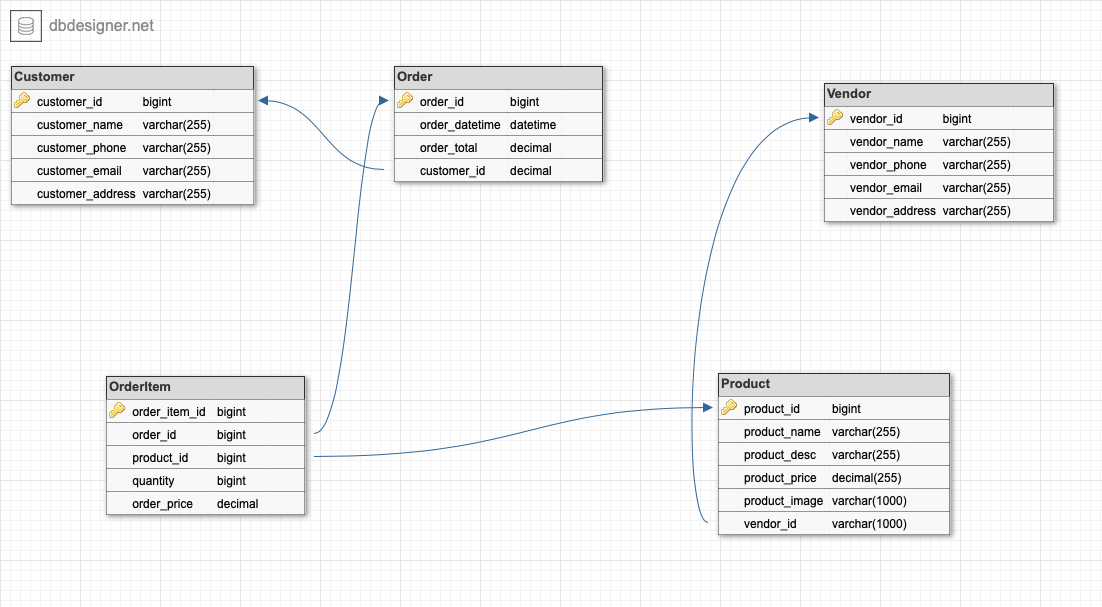 dbdesigner.net
Customer
customer_id bigint
customer_name varchar(255)
customer_phone varchar(255)
customer_email varchar(255)
customer_address varchar(255)
Order
order_id bigint
order_datetime datetime
order_total decimal
customer_id decimal
Vendor
vendor_id bigint
vendor_name varchar(255)
vendor_phone varchar(255)
vendor_email varchar(255)
vendor_address varchar(255)
OrderItem
order_item_id bigint
order_id bigint
product_id bigint
quantity bigint
order_price decimal
Product
product_id bigint
product_name varchar(255)
product_desc varchar(255)
product_price decimal(255)
product_image varchar(1000)
vendor_id varchar(1000)